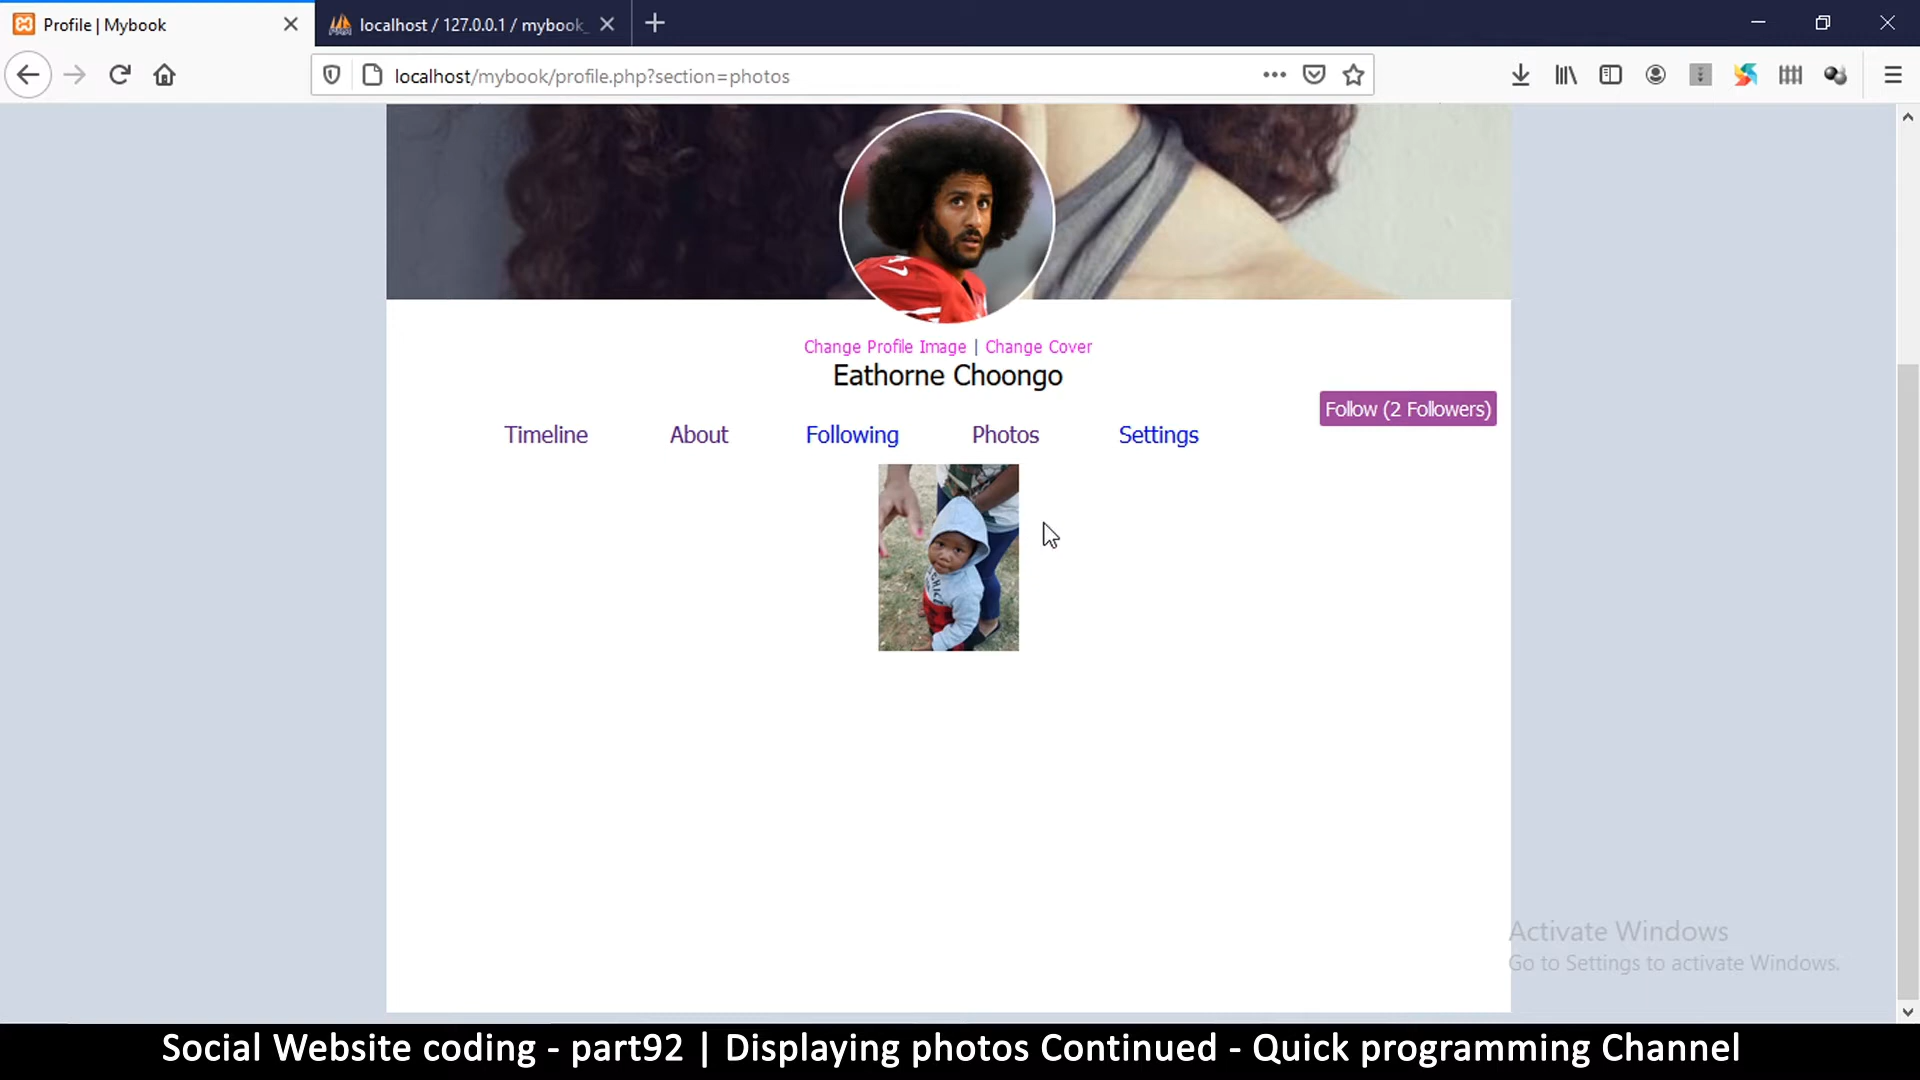 Profile | Mybook
localhost / 127.0.0.1 / mybook_
localhost/mybook/profile.php?section=photos
Change Profile Image | Change Cover
Eathorne Choongo
Follow (2 Followers)
Timeline About Following Photos Settings
Activate Windows
Go to Settings to activate Windows.
Social Website coding - part92 | Displaying photos Continued - Quick programming Channel